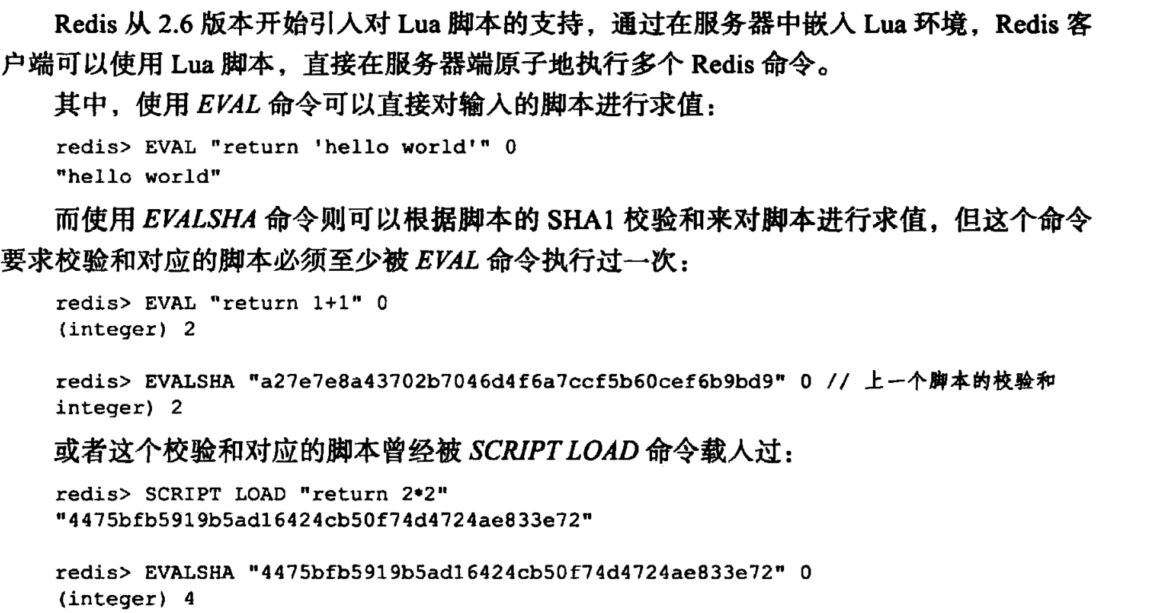 Redis 从 2.6 版本开始引入对 Lua 脚本的支持，通过在服务器中嵌入 Lua 环境，Redis 客
户端可以使用 Lua 脚本，直接在服务器端原子地执行多个 Redis 命令。
其中，使用 EVAL 命令可以直接对输入的脚本进行求值：
redis> EVAL "return 'hello world'" 0
"hello world"
而使用 EVALSHA 命令则可以根据脚本的 SHA1 校验和来对脚本进行求值，但这个命令
要求校验和对应的脚本必须至少被 EVAL 命令执行过一次：
redis> EVAL "return 1+1" 0
(integer) 2
redis> EVALSHA "a27e7e8a43702b7046d4f6a7ccf5b60cef6b9bd9" 0 // 上一个脚本的校验和
integer) 2
或者这个校验和对应的脚本曾经被 SCRIPT LOAD 命令载入过：
redis> SCRIPT LOAD "return 2*2"
"4475bfb5919b5ad16424cb50f74d4724ae833e72"
redis> EVALSHA "4475bfb5919b5ad16424cb50f74d4724ae833e72" 0
(integer) 4